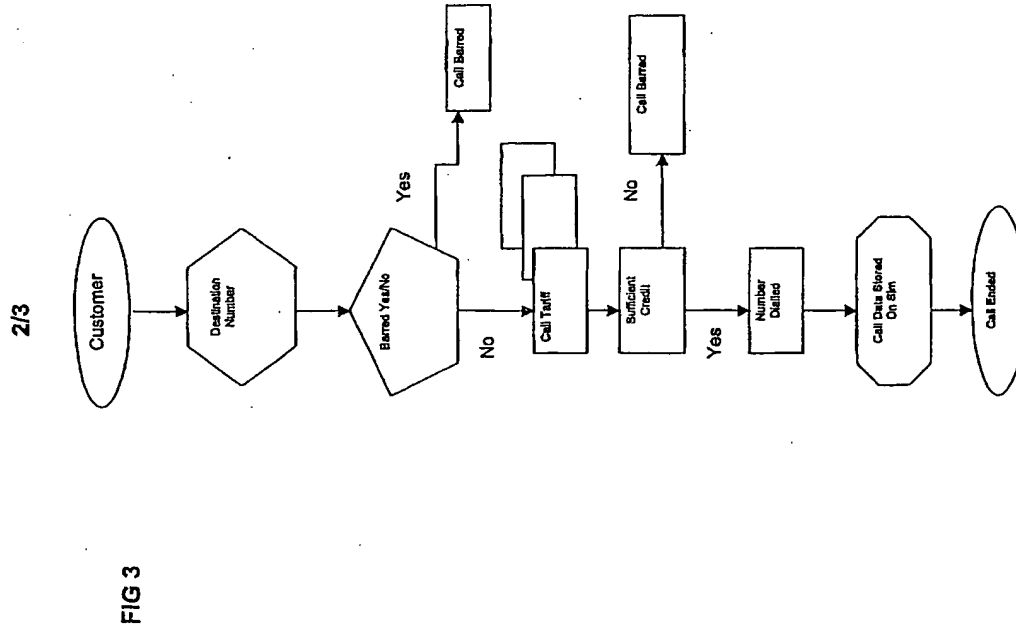 2/3
Customer
Destination
Number
Barred Yes/No
Yes
Call Barred
No
Call Tariff
Sufficient
Credit
No
Call Barred
Yes
Number
Dialled
Call Data Stored
On Sim
Call Ended
FIG 3